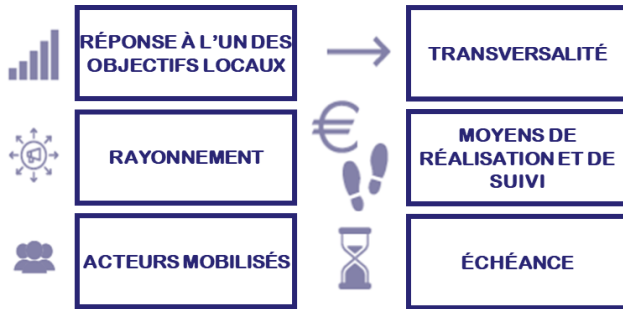 RÉPONSE À L'UN DES
OBJECTIFS LOCAUX
TRANSVERSALITÉ
RAYONNEMENT
€
MOYENS DE
RÉALISATION ET DE
SUIVI
ACTEURS MOBILISÉS
ÉCHÉANCE